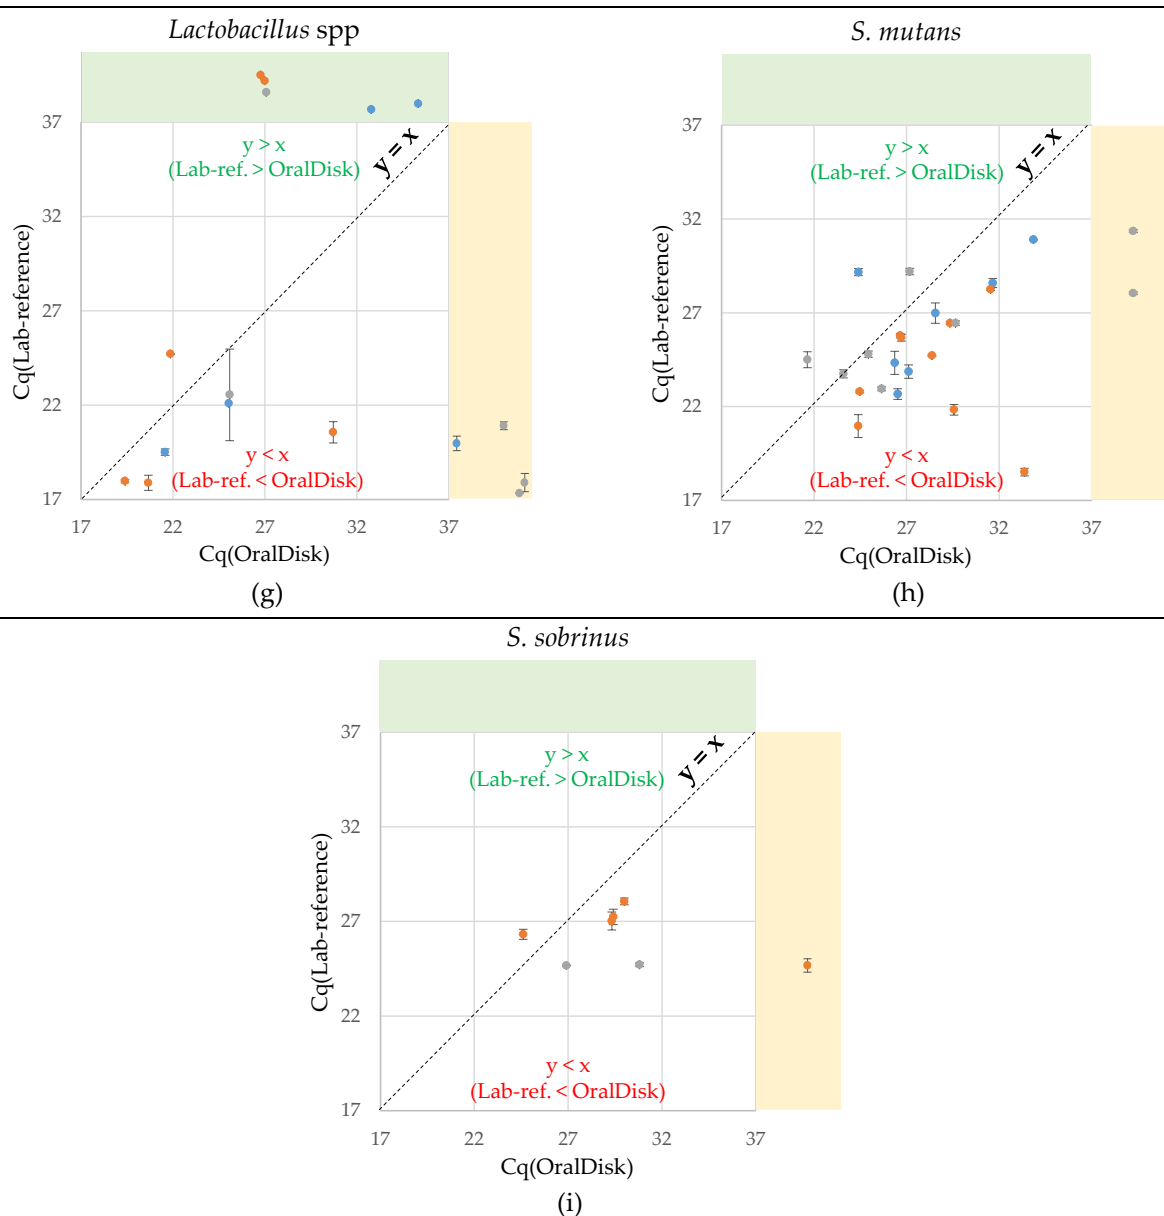 Lactobacillus spp
37
32
27
22
17
Cq(Lab-reference)
y > x
(Lab-ref. > OralDisk)
y = x
y < x
(Lab-ref. < OralDisk)
17 22 27 32 37
Cq(OralDisk)
(g)
S. mutans
37
32
27
22
17
Cq(Lab-reference)
y > x
(Lab-ref. > OralDisk)
y = x
y < x
(Lab-ref. < OralDisk)
17 22 27 32 37
Cq(OralDisk)
(h)
S. sobrinus
37
32
27
22
17
Cq(Lab-reference)
y > x
(Lab-ref. > OralDisk)
y = x
y < x
(Lab-ref. < OralDisk)
17 22 27 32 37
Cq(OralDisk)
(i)